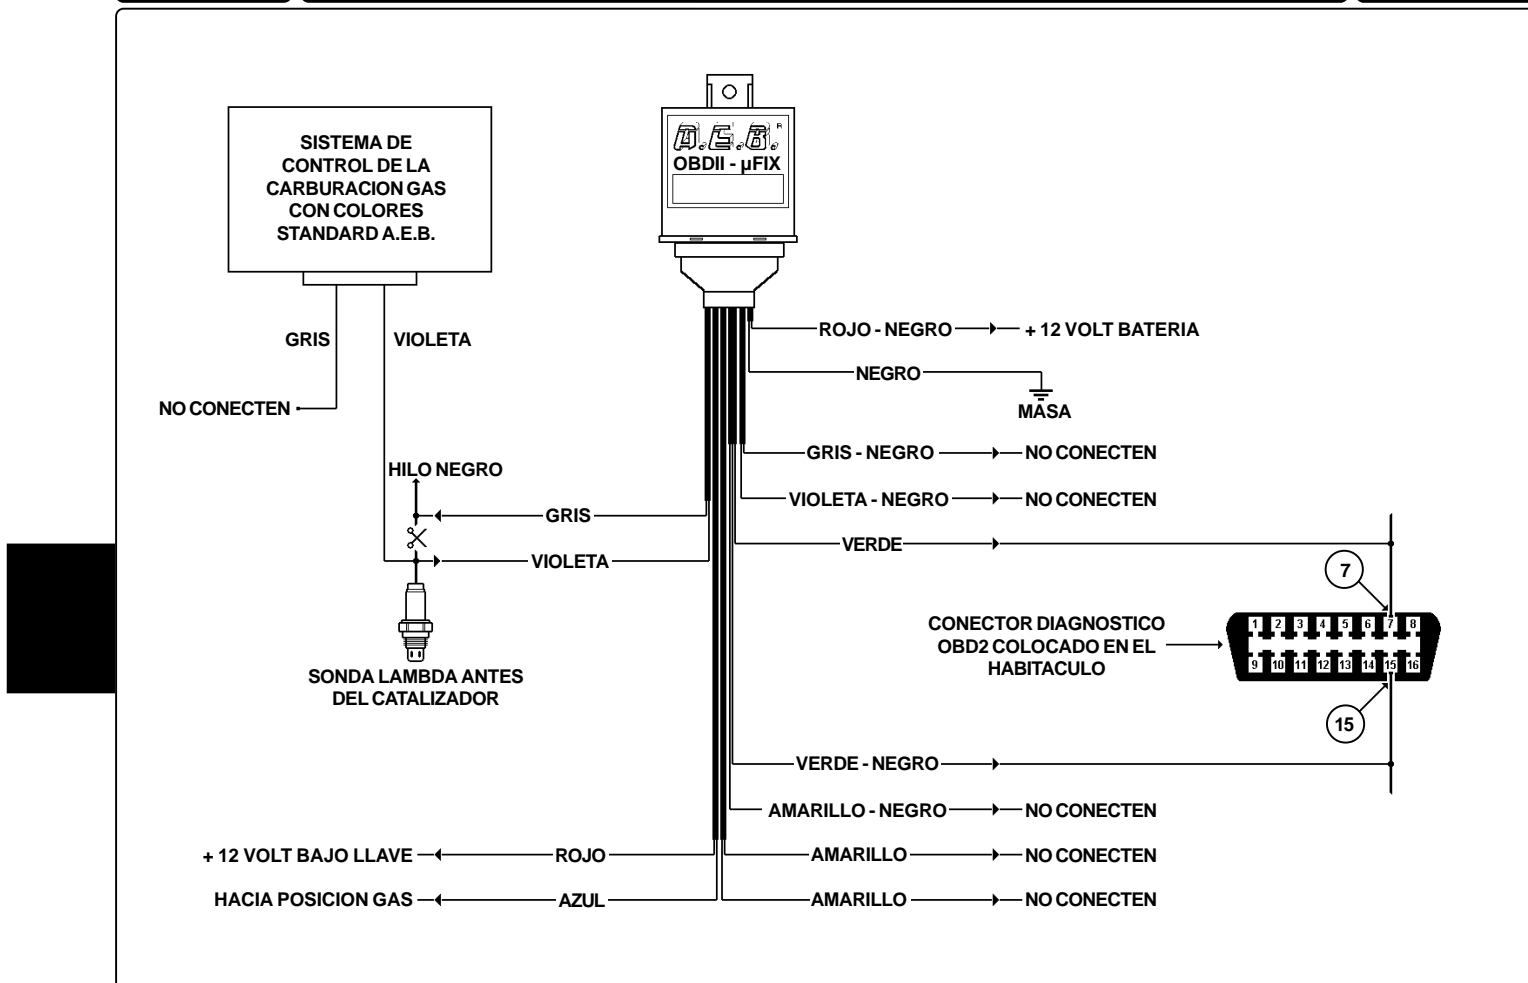 SISTEMA DE
CONTROL DE LA
CARBURACION GAS
CON COLORES
STANDARD A.E.B.
A.E.B.®
OBDII - µFIX
GRIS
VIOLETA
NO CONECTEN
ROJO - NEGRO
+ 12 VOLT BATERIA
NEGRO
MASA
GRIS - NEGRO
NO CONECTEN
HILO NEGRO
VIOLETA - NEGRO
NO CONECTEN
GRIS
VERDE
VIOLETA
7
CONECTOR DIAGNOSTICO
OBD2 COLOCADO EN EL
HABITACULO
1 2 3 4 5 6 7 8
9 10 11 12 13 14 15 16
SONDA LAMBDA ANTES
DEL CATALIZADOR
15
VERDE - NEGRO
AMARILLO - NEGRO
NO CONECTEN
+ 12 VOLT BAJO LLAVE
ROJO
AMARILLO
NO CONECTEN
HACIA POSICION GAS
AZUL
AMARILLO
NO CONECTEN